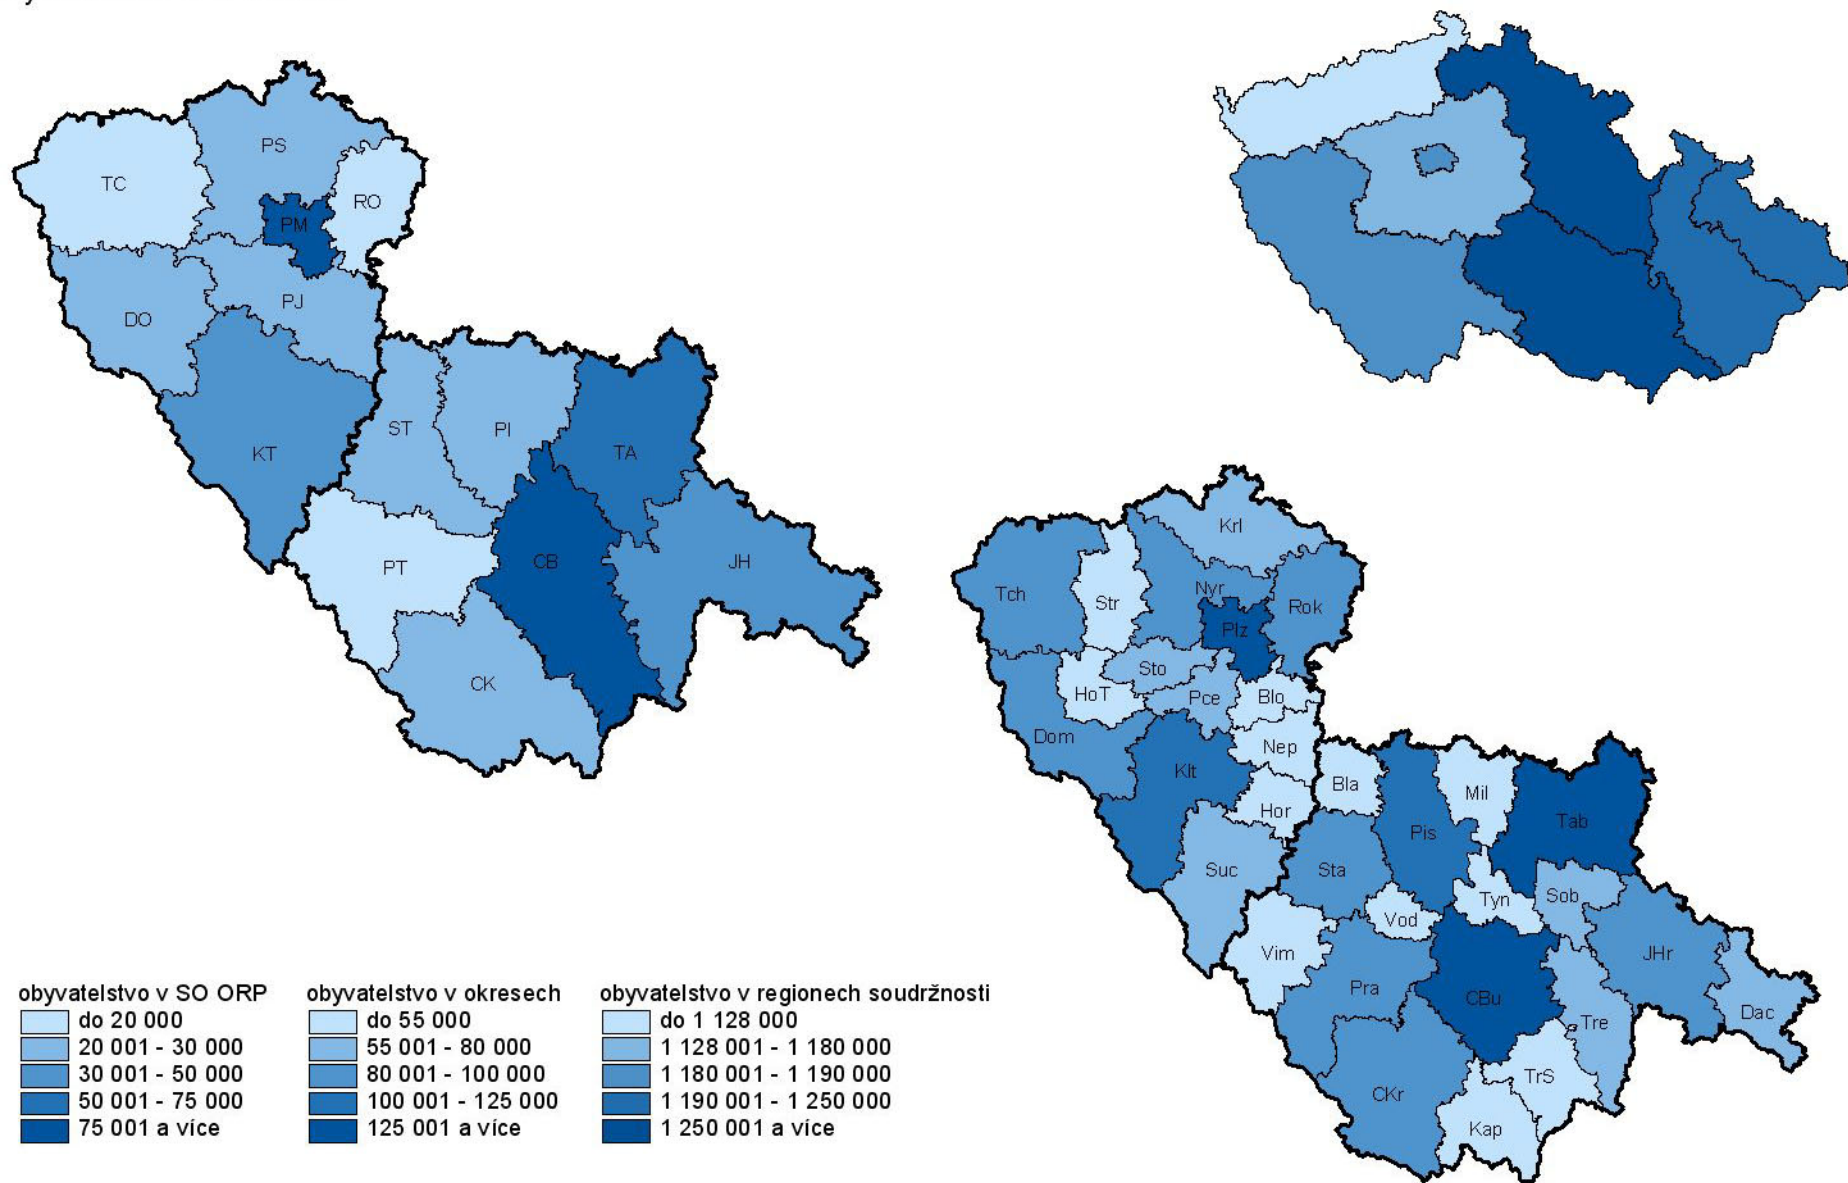 PS
TC
RO
PM
PJ
DO
ST
PI
TA
KT
PT
CB
JH
CK
Krl
Tch
Str
Nyr
Rok
Plz
Sto
HoT
Pce
Blo
Dom
Nep
Klt
Bla
Mil
Hor
Pis
Tab
Suc
Sta
Tyn
Sob
Vod
Vim
JHr
Pra
CBu
Dac
Tre
TrS
CKr
Kap
obyvatelstvo v SO ORP
do 20 000
20 001 - 30 000
30 001 - 50 000
50 001 - 75 000
75 001 a více
obyvatelstvo v okresech
do 55 000
55 001 - 80 000
80 001 - 100 000
100 001 - 125 000
125 001 a více
obyvatelstvo v regionech soudržnosti
do 1 128 000
1 128 001 - 1 180 000
1 180 001 - 1 190 000
1 190 001 - 1 250 000
1 250 001 a více